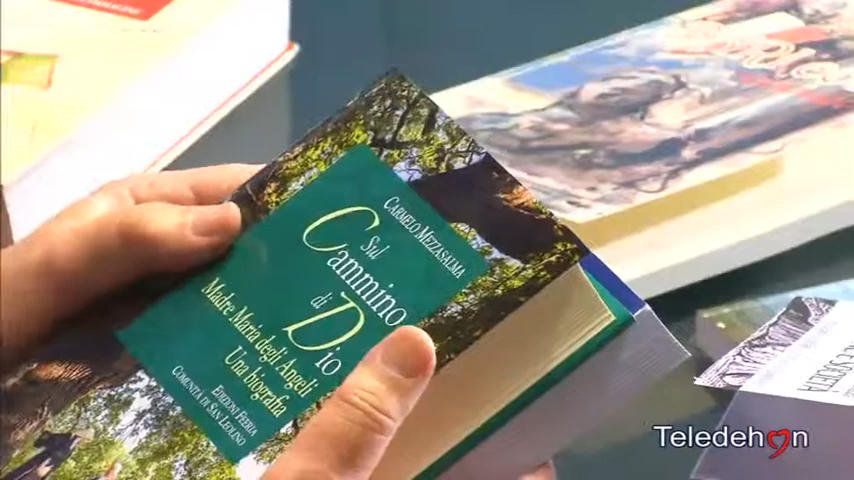 CARMELO MEZZASALMA
Sul
Cammino
di
Dio
Madre Maria degli Angeli
Una biografia
EDIZIONI FEERIA
COMUNITÀ DI SAN LEOLINO
Teledehon